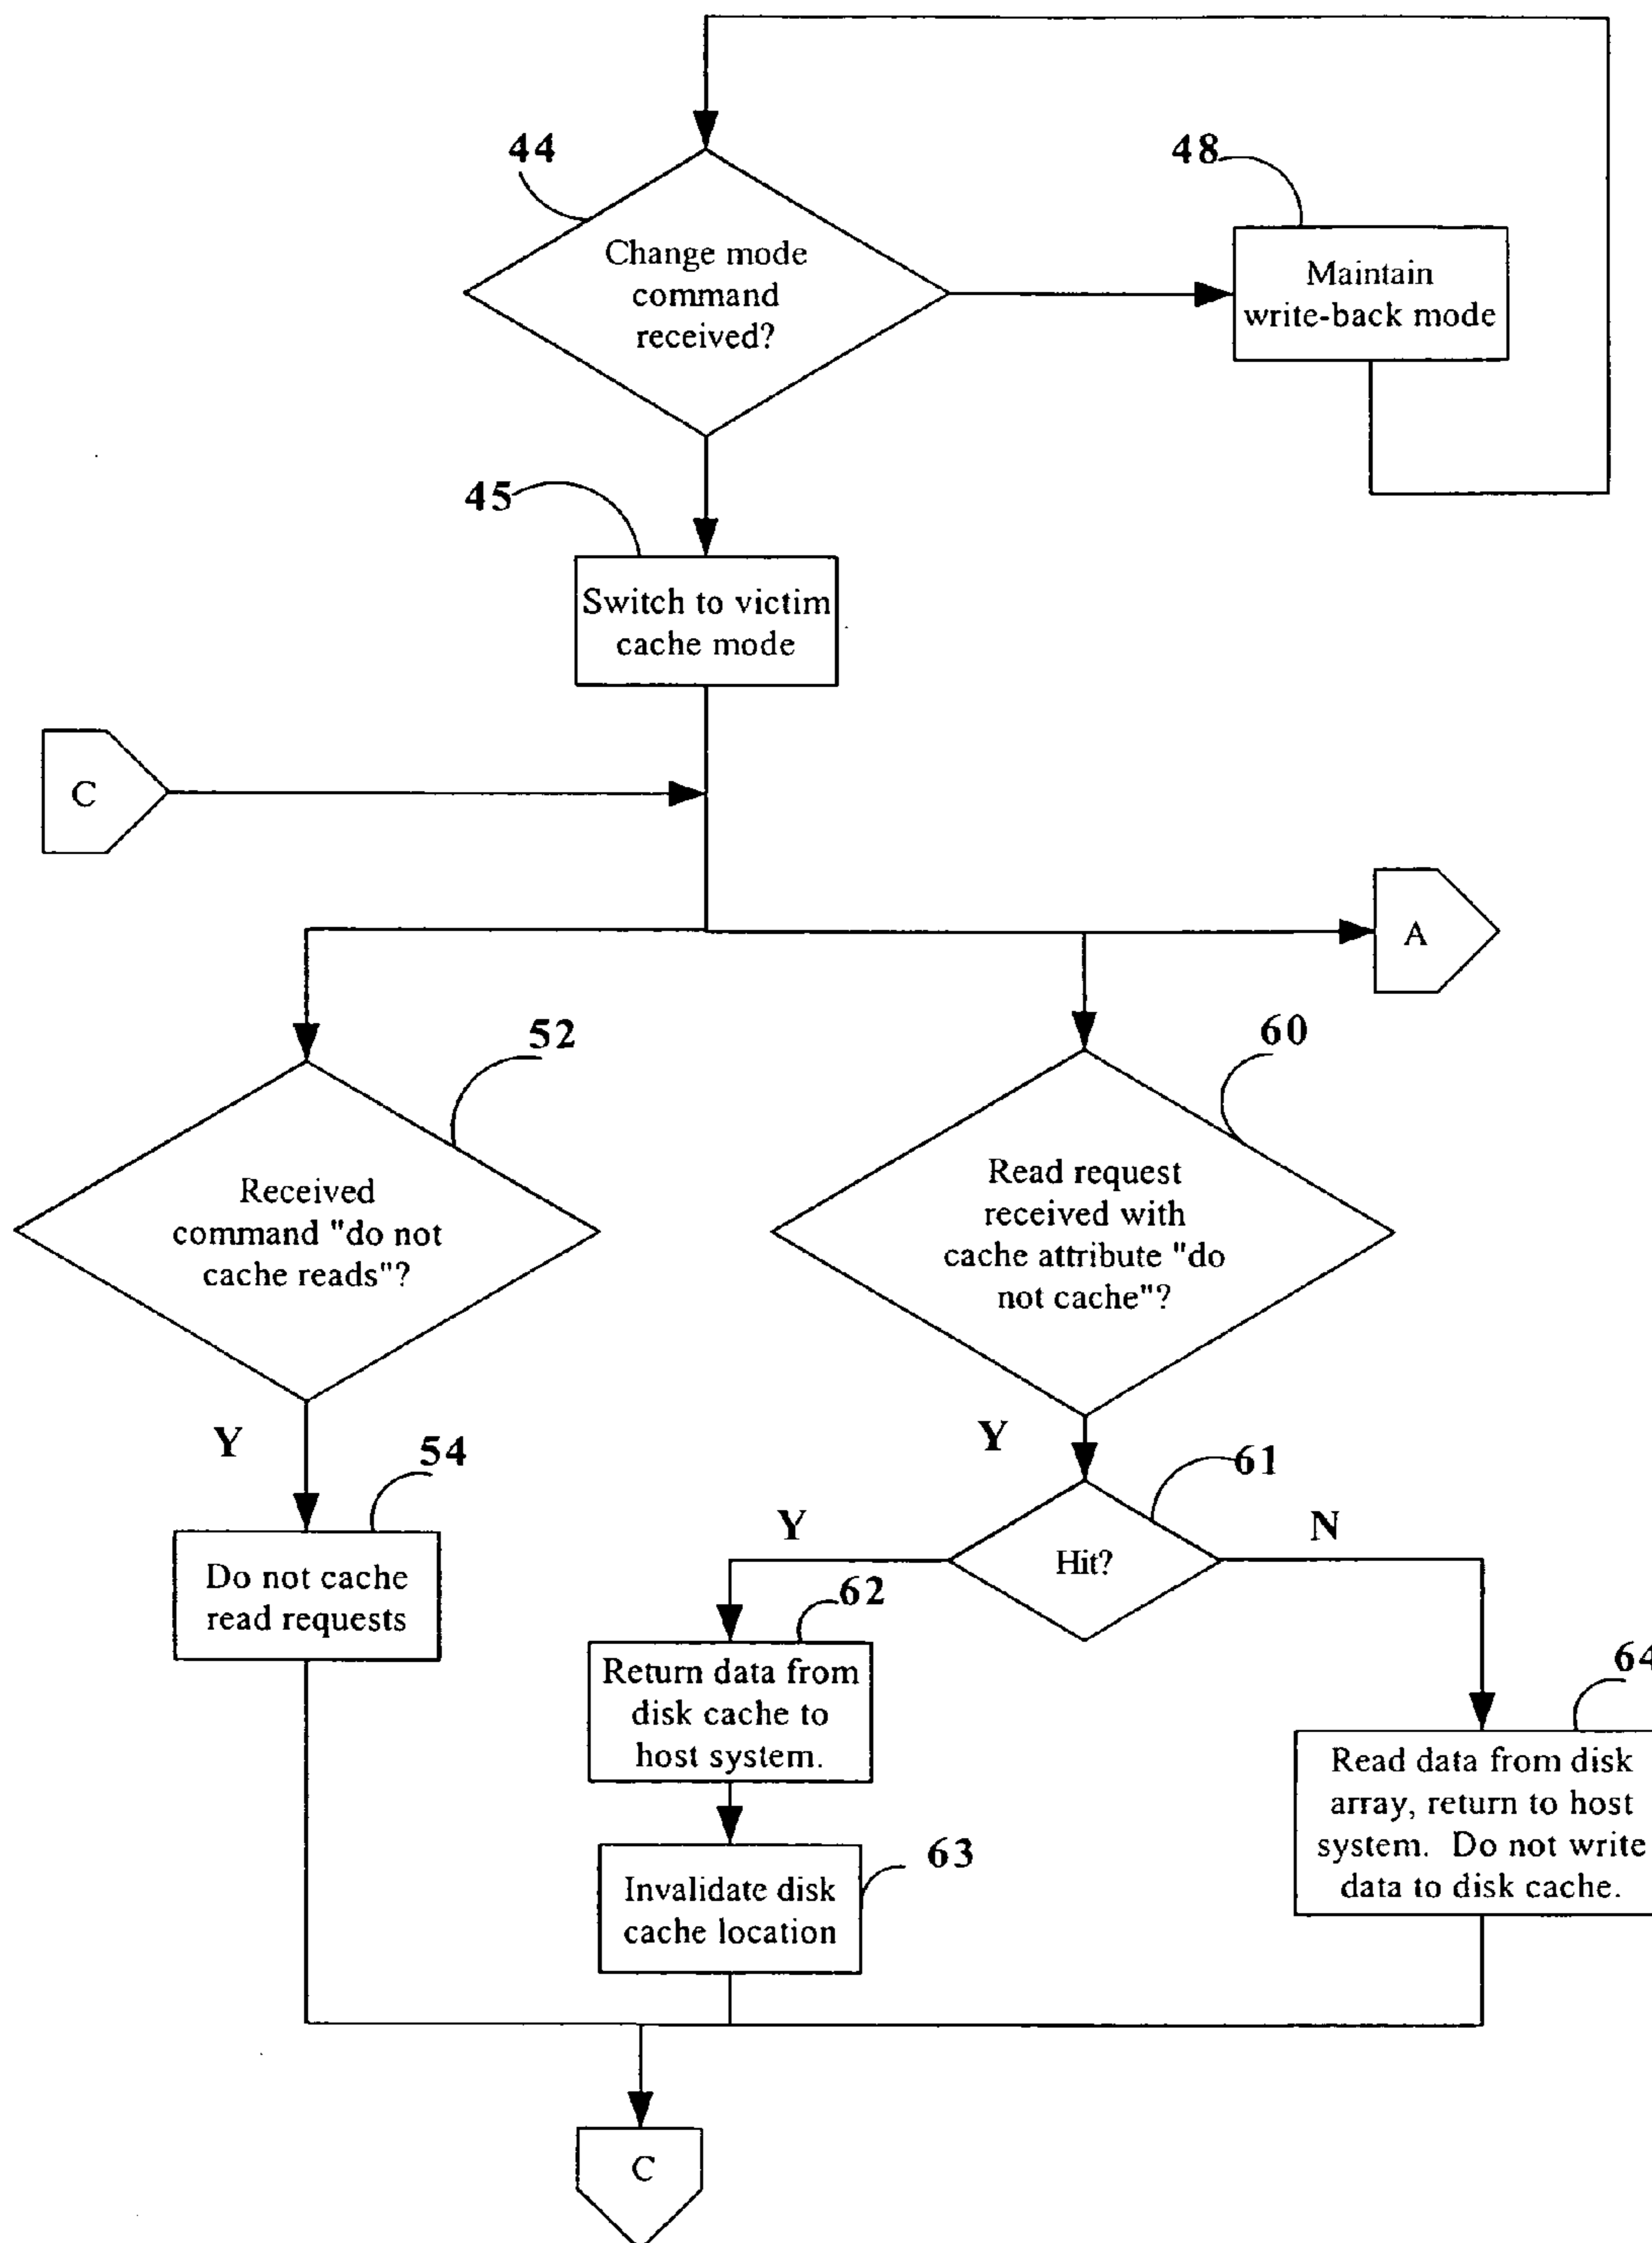 44
48
Change mode
command
received?
Maintain
write-back mode
45
Switch to victim
cache mode
C
A
52
60
Received
command "do not
cache reads"?
Read request
received with
cache attribute "do
not cache"?
Y
54
Y
61
Do not cache
read requests
Y
Hit?
N
62
Return data from
disk cache to
host system.
64
Read data from disk
array, return to host
system. Do not write
data to disk cache.
63
Invalidate disk
cache location
C